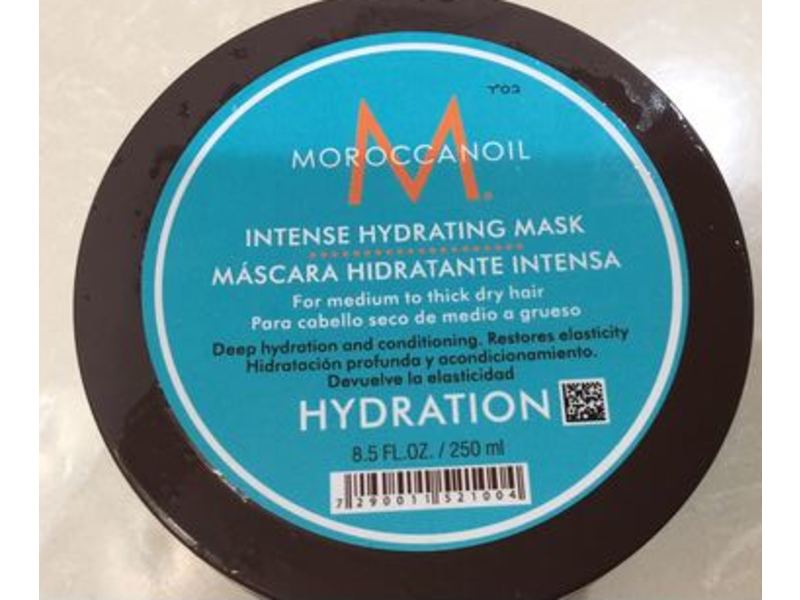 MOROCCANOIL
M
INTENSE HYDRATING MASK
MÁSCARA HIDRATANTE INTENSA
For medium to thick dry hair
Para cabello seco de medio a grueso
Deep hydration and conditioning. Restores elasticity
Hidratación profunda y acondicionamiento.
Devuelve la elasticidad
HYDRATION
8.5 FL.OZ. / 250 ml
7 290011 521004